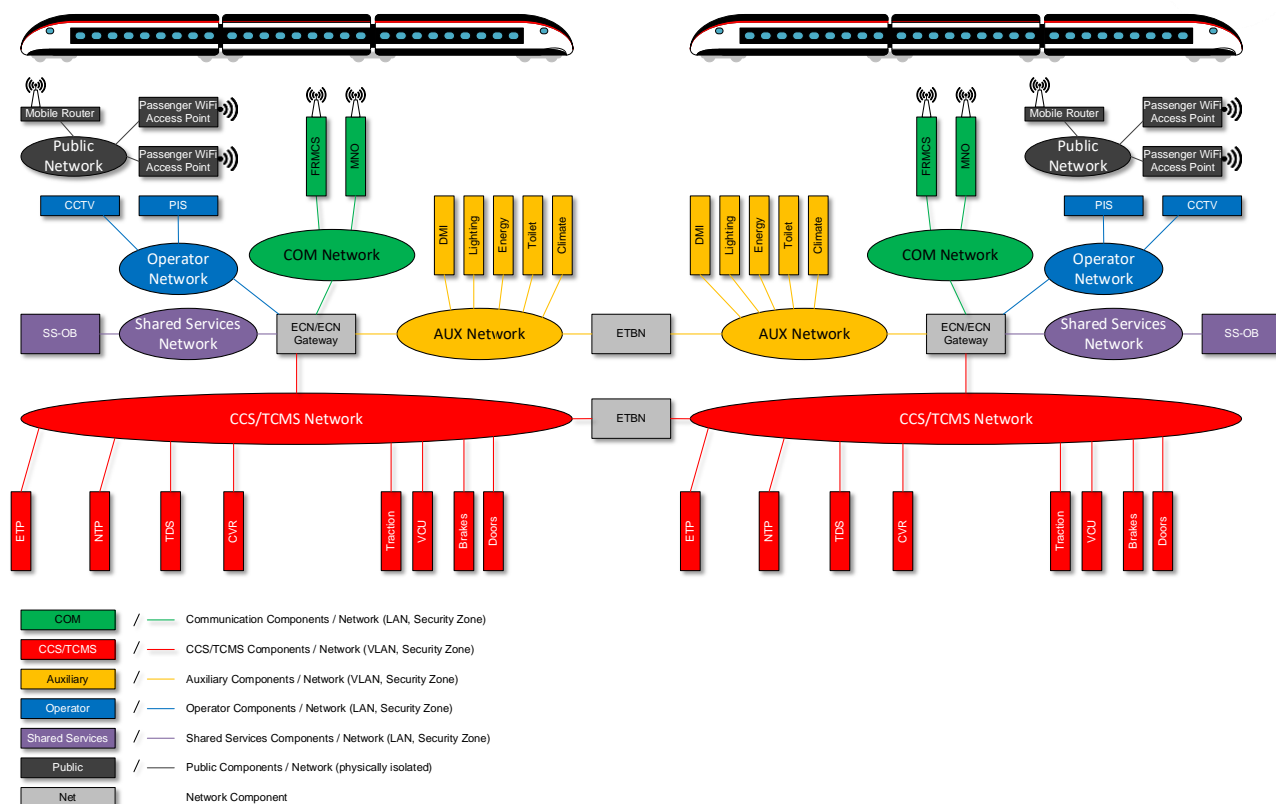 Mobile Router
Passenger WiFi
Access Point
Public
Network
Passenger WiFi
Access Point
FRMCS
MNO
CCTV
PIS
Operator
Network
COM Network
DMI
Lighting
Energy
Toilet
Climate
SS-OB
Shared Services
Network
ECN/ECN
Gateway
AUX Network
ETBN
CCS/TCMS Network
ETBN
ETP
NTP
TDS
CVR
Traction
VCU
Brakes
Doors
Mobile Router
Passenger WiFi
Access Point
Public
Network
Passenger WiFi
Access Point
FRMCS
MNO
PIS
CCTV
COM Network
Operator
Network
DMI
Lighting
Energy
Toilet
Climate
AUX Network
ECN/ECN
Gateway
Shared Services
Network
SS-OB
CCS/TCMS Network
ETP
NTP
TDS
CVR
Traction
VCU
Brakes
Doors
COM / Communication Components / Network (LAN, Security Zone)
CCS/TCMS / CCS/TCMS Components / Network (VLAN, Security Zone)
Auxiliary / Auxiliary Components / Network (VLAN, Security Zone)
Operator / Operator Components / Network (LAN, Security Zone)
Shared Services / Shared Services Components / Network (LAN, Security Zone)
Public / Public Components / Network (physically isolated)
Net Network Component